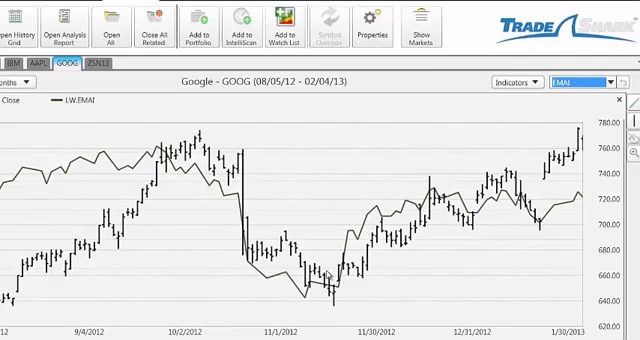 TRADE SHARK
pen History Grid
Open Analysis Report
Open All
Close All Related
Add to Portfolio
Add to IntelliScan
Add to Watch List
Symbol Override
Properties
Show Markets
IBM AAPL GOOG ZSN13
onths
Google - GOOG (08/05/12 - 02/04/13)
Indicators
EMAI
Close LW.EMAI
780.00
760.00
740.00
720.00
700.00
680.00
660.00
640.00
620.00
12 9/4/2012 10/2/2012 11/1/2012 11/30/2012 12/31/2012 1/30/2013